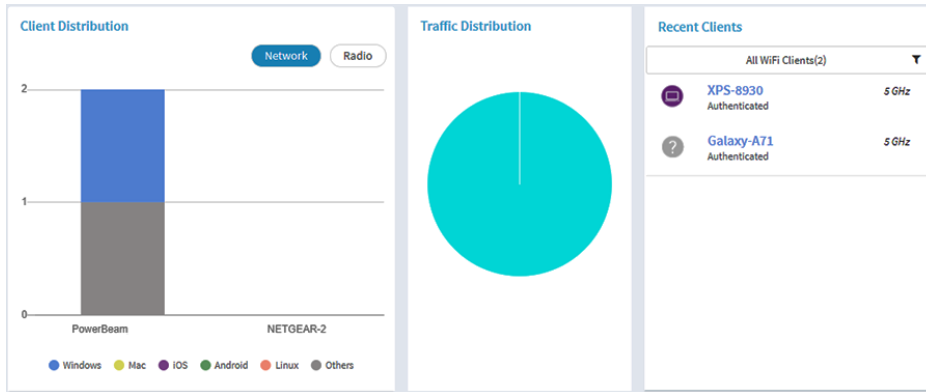 Client Distribution
Network
Radio
2
1
0
PowerBeam
NETGEAR-2
Windows
Mac
iOS
Android
Linux
Others
Traffic Distribution
Recent Clients
All WiFi Clients(2)
XPS-8930
5 GHz
Authenticated
?
Galaxy-A71
5 GHz
Authenticated